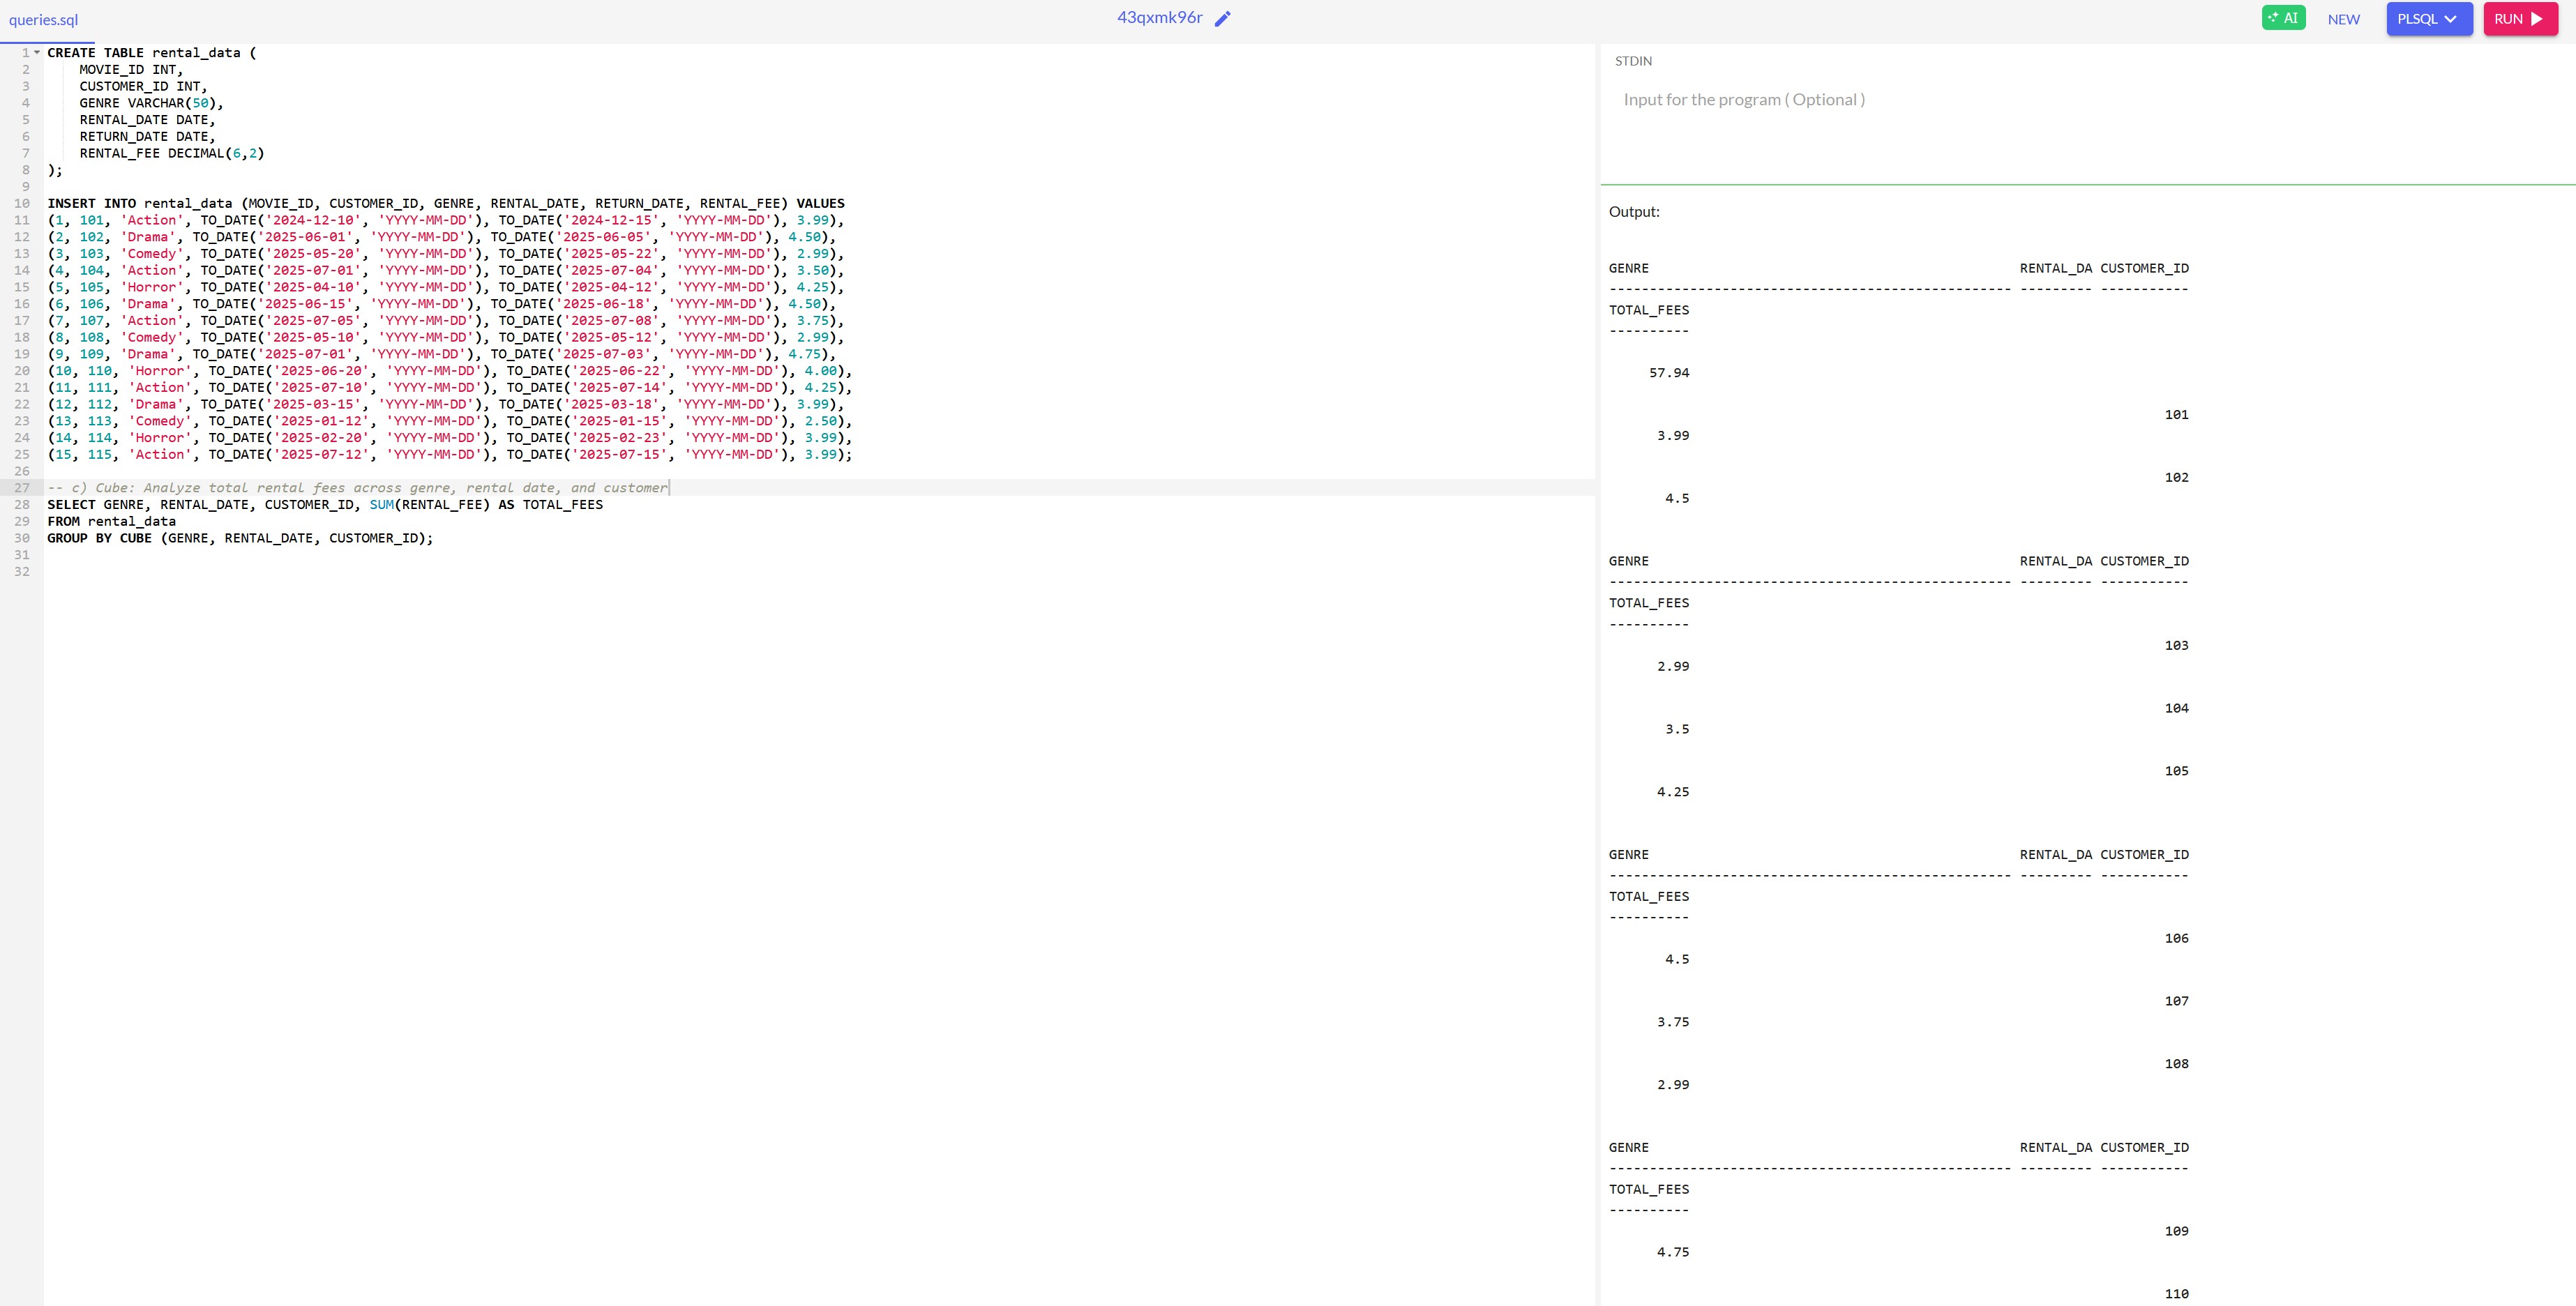 queries.sql
43qxmk96r
AI
NEW
PLSQL
RUN
1 CREATE TABLE rental_data (
2 MOVIE_ID INT,
3 CUSTOMER_ID INT,
4 GENRE VARCHAR(50),
5 RENTAL_DATE DATE,
6 RETURN_DATE DATE,
7 RENTAL_FEE DECIMAL(6,2)
8 );
9
10 INSERT INTO rental_data (MOVIE_ID, CUSTOMER_ID, GENRE, RENTAL_DATE, RETURN_DATE, RENTAL_FEE) VALUES
11 (1, 101, 'Action', TO_DATE('2024-12-10', 'YYYY-MM-DD'), TO_DATE('2024-12-15', 'YYYY-MM-DD'), 3.99),
12 (2, 102, 'Drama', TO_DATE('2025-06-01', 'YYYY-MM-DD'), TO_DATE('2025-06-05', 'YYYY-MM-DD'), 4.50),
13 (3, 103, 'Comedy', TO_DATE('2025-05-20', 'YYYY-MM-DD'), TO_DATE('2025-05-22', 'YYYY-MM-DD'), 2.99),
14 (4, 104, 'Action', TO_DATE('2025-07-01', 'YYYY-MM-DD'), TO_DATE('2025-07-04', 'YYYY-MM-DD'), 3.50),
15 (5, 105, 'Horror', TO_DATE('2025-04-10', 'YYYY-MM-DD'), TO_DATE('2025-04-12', 'YYYY-MM-DD'), 4.25),
16 (6, 106, 'Drama', TO_DATE('2025-06-15', 'YYYY-MM-DD'), TO_DATE('2025-06-18', 'YYYY-MM-DD'), 4.50),
17 (7, 107, 'Action', TO_DATE('2025-07-05', 'YYYY-MM-DD'), TO_DATE('2025-07-08', 'YYYY-MM-DD'), 3.75),
18 (8, 108, 'Comedy', TO_DATE('2025-05-10', 'YYYY-MM-DD'), TO_DATE('2025-05-12', 'YYYY-MM-DD'), 2.99),
19 (9, 109, 'Drama', TO_DATE('2025-07-01', 'YYYY-MM-DD'), TO_DATE('2025-07-03', 'YYYY-MM-DD'), 4.75),
20 (10, 110, 'Horror', TO_DATE('2025-06-20', 'YYYY-MM-DD'), TO_DATE('2025-06-22', 'YYYY-MM-DD'), 4.00),
21 (11, 111, 'Action', TO_DATE('2025-07-10', 'YYYY-MM-DD'), TO_DATE('2025-07-14', 'YYYY-MM-DD'), 4.25),
22 (12, 112, 'Drama', TO_DATE('2025-03-15', 'YYYY-MM-DD'), TO_DATE('2025-03-18', 'YYYY-MM-DD'), 3.99),
23 (13, 113, 'Comedy', TO_DATE('2025-01-12', 'YYYY-MM-DD'), TO_DATE('2025-01-15', 'YYYY-MM-DD'), 2.50),
24 (14, 114, 'Horror', TO_DATE('2025-02-20', 'YYYY-MM-DD'), TO_DATE('2025-02-23', 'YYYY-MM-DD'), 3.99),
25 (15, 115, 'Action', TO_DATE('2025-07-12', 'YYYY-MM-DD'), TO_DATE('2025-07-15', 'YYYY-MM-DD'), 3.99);
26
27 -- c) Cube: Analyze total rental fees across genre, rental date, and customer
28 SELECT GENRE, RENTAL_DATE, CUSTOMER_ID, SUM(RENTAL_FEE) AS TOTAL_FEES
29 FROM rental_data
30 GROUP BY CUBE (GENRE, RENTAL_DATE, CUSTOMER_ID);
31
32
STDIN
Input for the program ( Optional )
Output:
GENRE RENTAL_DA CUSTOMER_ID
-------------------------------------------------- --------- -----------
TOTAL_FEES
----------
57.94
101
3.99
102
4.5
GENRE RENTAL_DA CUSTOMER_ID
-------------------------------------------------- --------- -----------
TOTAL_FEES
----------
103
2.99
104
3.5
105
4.25
GENRE RENTAL_DA CUSTOMER_ID
-------------------------------------------------- --------- -----------
TOTAL_FEES
----------
106
4.5
107
3.75
108
2.99
GENRE RENTAL_DA CUSTOMER_ID
-------------------------------------------------- --------- -----------
TOTAL_FEES
----------
109
4.75
110